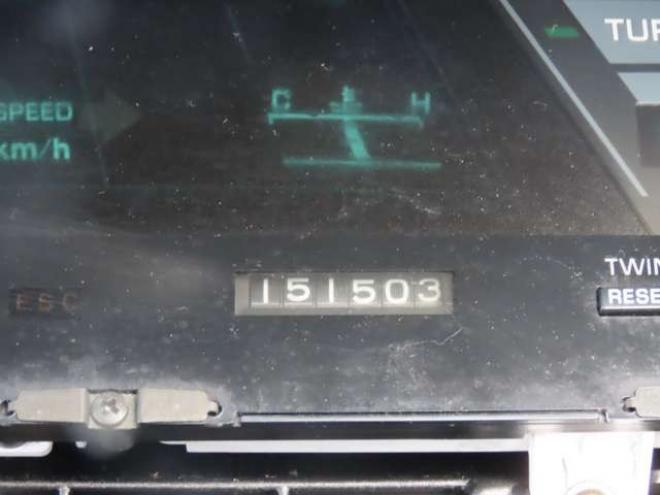 TUR
C H
SPEED
km/h
ESC
151503
TWIN
RESE